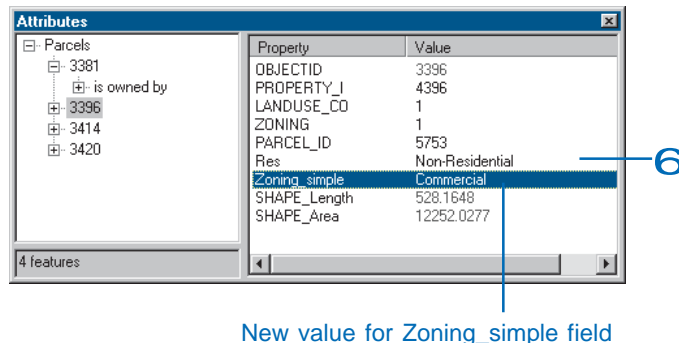 Attributes
Parcels
3381
is owned by
3396
3414
3420
4 features
Property Value
OBJECTID 3396
PROPERTY_I 4396
LANDUSE_CO 1
ZONING 1
PARCEL_ID 5753
Res Non-Residential
Zoning_simple Commercial
SHAPE_Length 528.1648
SHAPE_Area 12252.0277
6
New value for Zoning_simple field